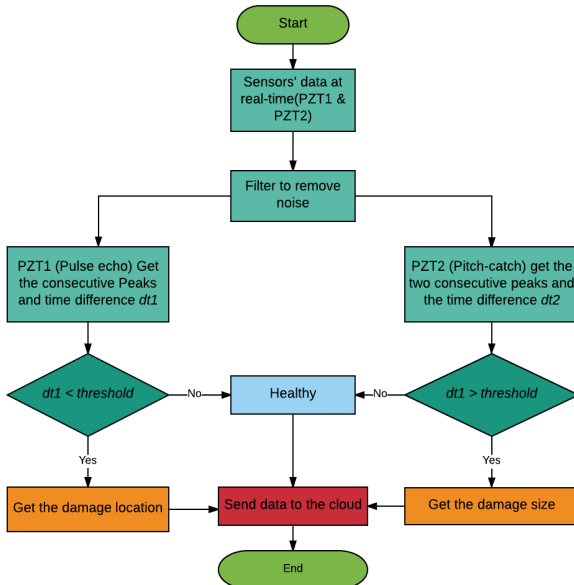 Start
Sensors' data at
real-time(PZT1 &
PZT2)
Filter to remove
noise
PZT1 (Pulse echo) Get
the consecutive Peaks
and time difference dt1
PZT2 (Pitch-catch) get the
two consecutive peaks and
the time difference dt2
dt1 < threshold
No
Healthy
No
dt1 > threshold
Yes
Yes
Get the damage location
Send data to the cloud
Get the damage size
End